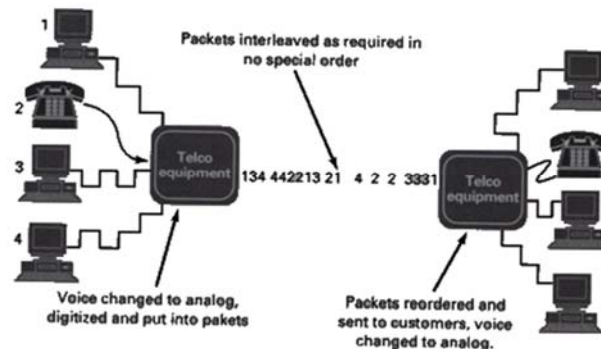 1
Packets interleaved as required in
no special order
2
3
Telco
equipment
134 442213 21 4 2 2 3331
Telco
equipment
4
Voice changed to analog,
digitized and put into pakets
Packets reordered and
sent to customers, voice
changed to analog.